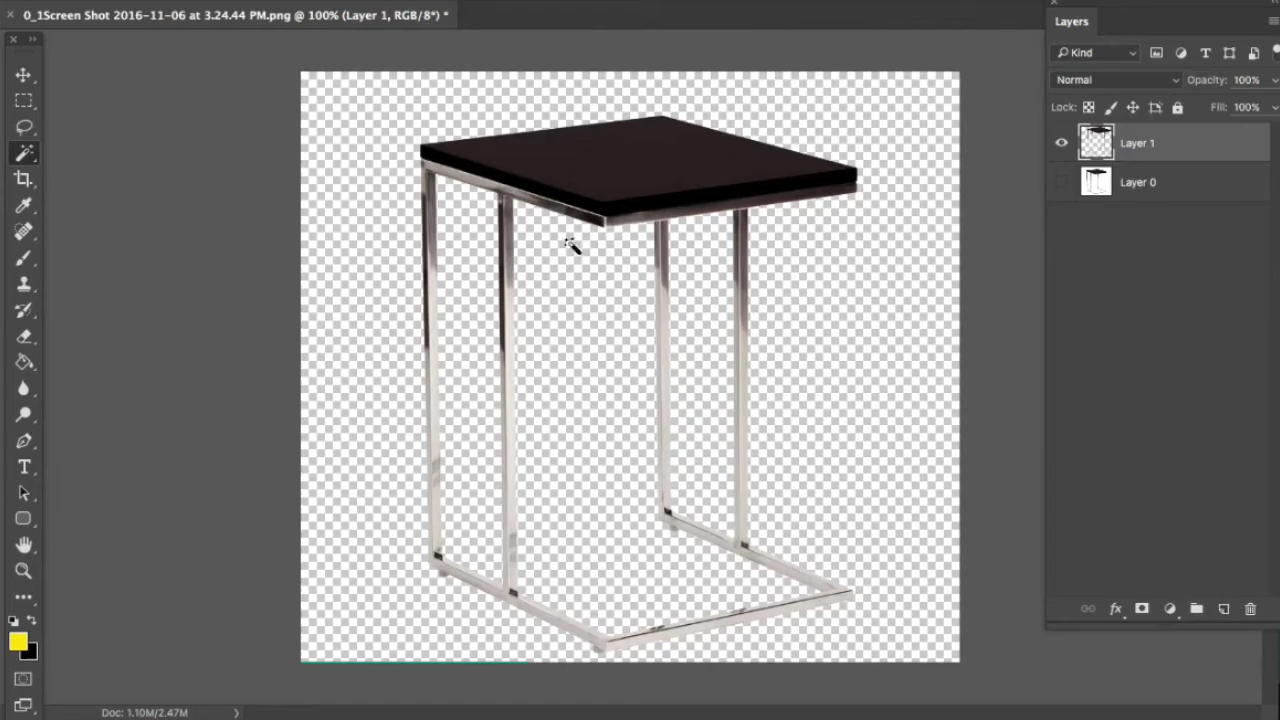 0_1Screen Shot 2016-11-06 at 3.24.44 PM.png @ 100% (Layer 1, RGB/8*) *
Layers
Kind
Normal Opacity: 100%
Lock: Fill: 100%
Layer 1
Layer 0
Doc: 1.10M/2.47M